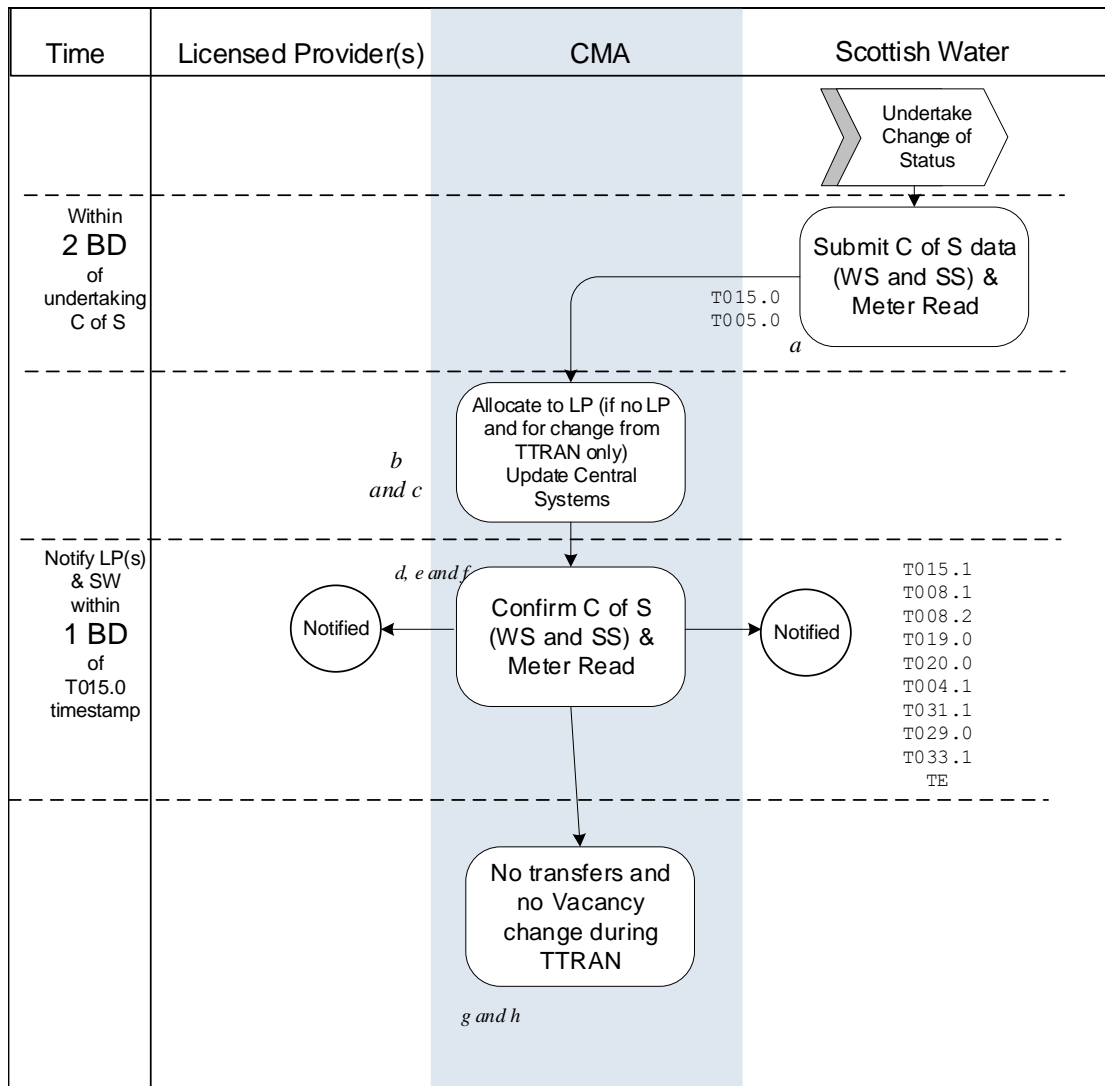 Time
Licensed Provider(s)
CMA
Scottish Water
Undertake
Change of
Status
Within
2 BD
of
undertaking
C of S
Submit C of S data
(WS and SS) &
Meter Read
T015.0
T005.0
a
Allocate to LP (if no LP
and for change from
TTRAN only)
Update Central
Systems
b
and c
Notify LP(s)
& SW
within
1 BD
of
T015.0
timestamp
d, e and f
Notified
Confirm C of S
(WS and SS) &
Meter Read
Notified
T015.1
T008.1
T008.2
T019.0
T020.0
T004.1
T031.1
T029.0
T033.1
TE
No transfers and
no Vacancy
change during
TTRAN
g and h